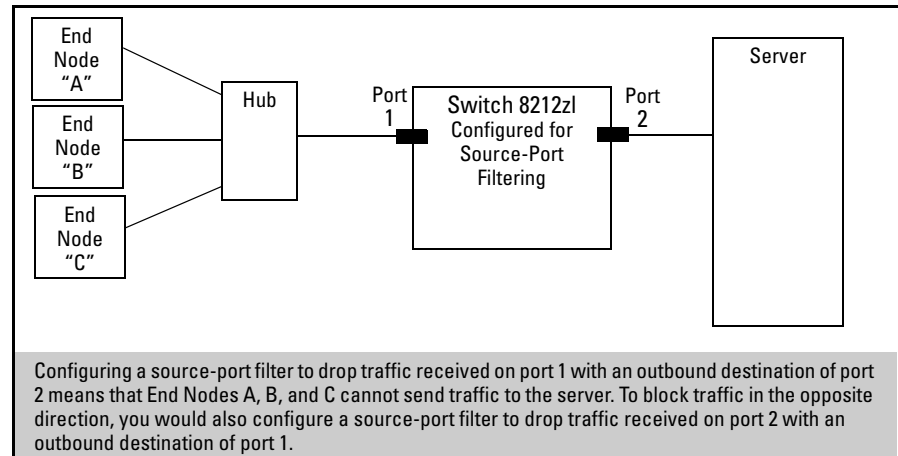 End
Node
“A”
End
Node
“B”
End
Node
“C”
Hub
Port
1
Switch 8212zl
Configured for
Source-Port
Filtering
Port
2
Server
Configuring a source-port filter to drop traffic received on port 1 with an outbound destination of port
2 means that End Nodes A, B, and C cannot send traffic to the server. To block traffic in the opposite
direction, you would also configure a source-port filter to drop traffic received on port 2 with an
outbound destination of port 1.